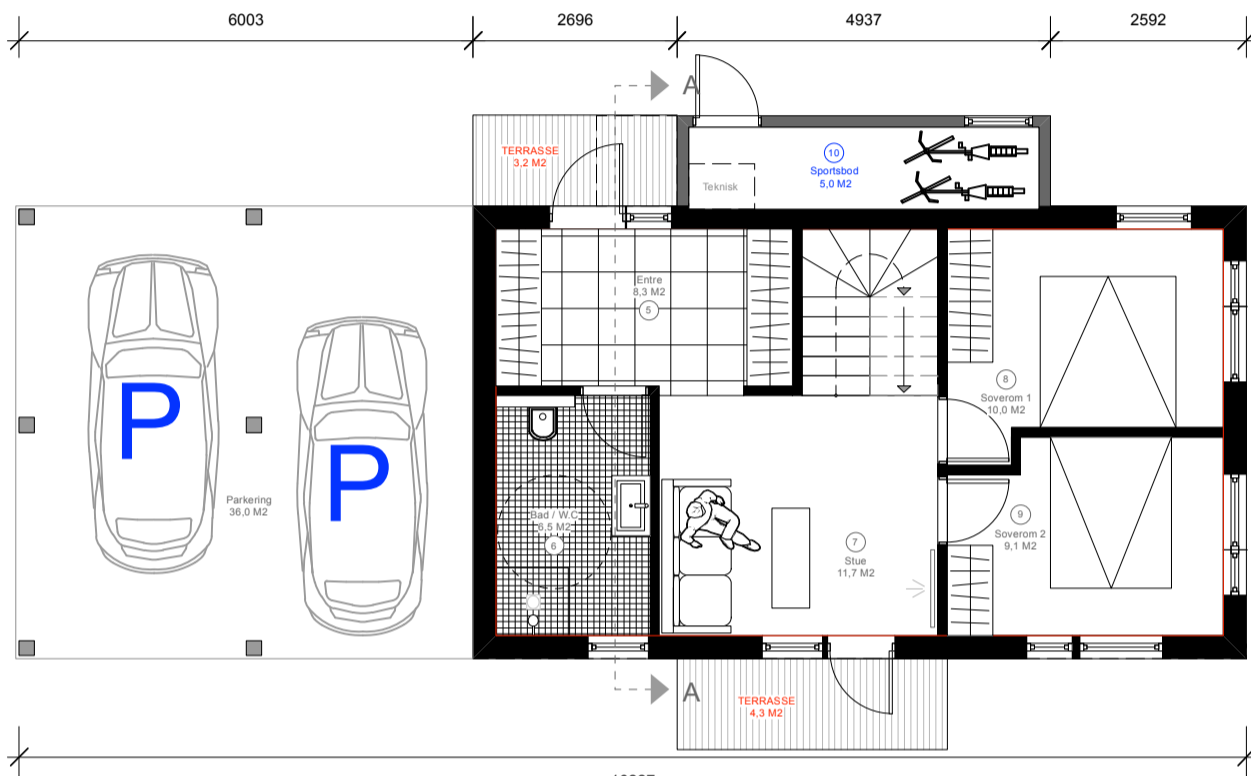 6003
2696
4937
2592
A
TERRASSE
3,2 M2
10
Sportsbod
5,0 M2
Teknisk
Entre
8,3 M2
5
8
Soverom 1
10,0 M2
P
P
Parkering
36,0 M2
Bad / W.C
6,5 M2
6
7
Stue
11,7 M2
9
Soverom 2
9,1 M2
A
TERRASSE
4,3 M2